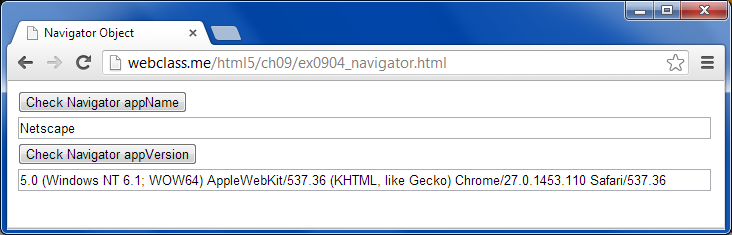 Navigator Object
webclass.me/html5/ch09/ex0904_navigator.html
Check Navigator appName
Netscape
Check Navigator appVersion
5.0 (Windows NT 6.1; WOW64) AppleWebKit/537.36 (KHTML, like Gecko) Chrome/27.0.1453.110 Safari/537.36